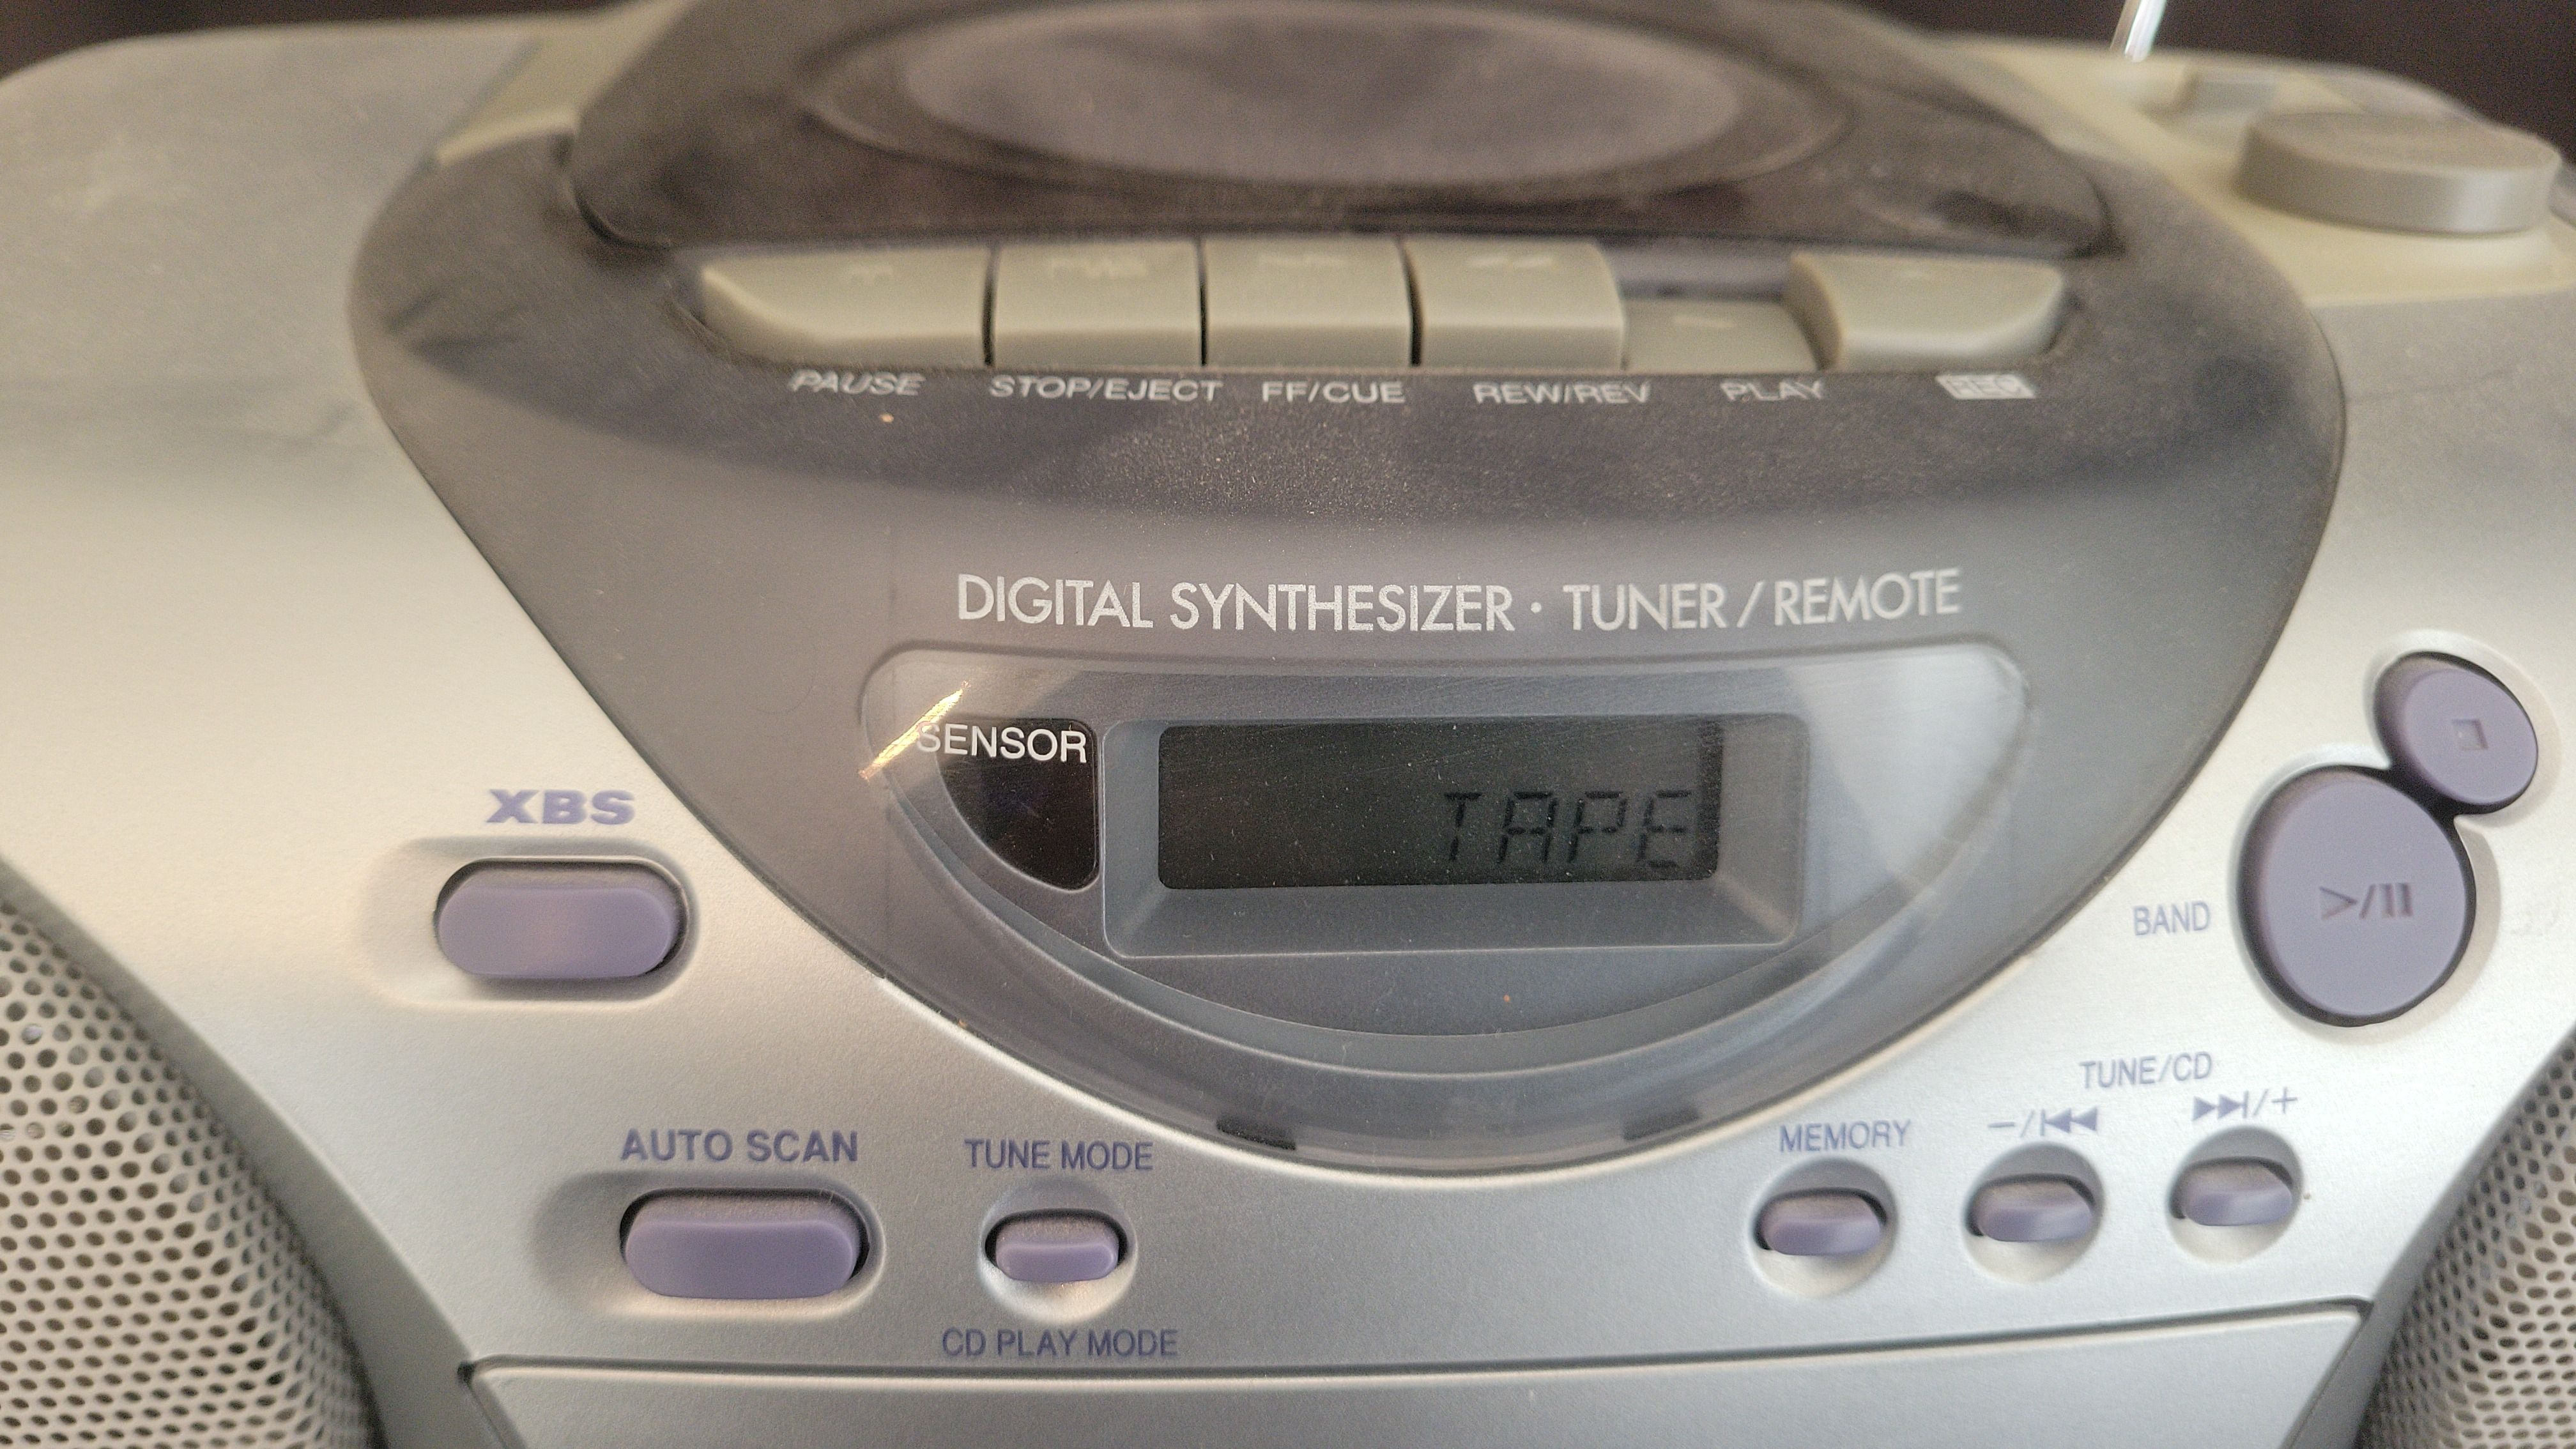 PAUSE STOP/EJECT FF/CUE REW/REV PLAY REC
DIGITAL SYNTHESIZER · TUNER / REMOTE
SENSOR
TAPE
XBS
BAND
▷/II
TUNE/CD
−/I◀◀ ▶▶I/+
MEMORY
AUTO SCAN
TUNE MODE
CD PLAY MODE